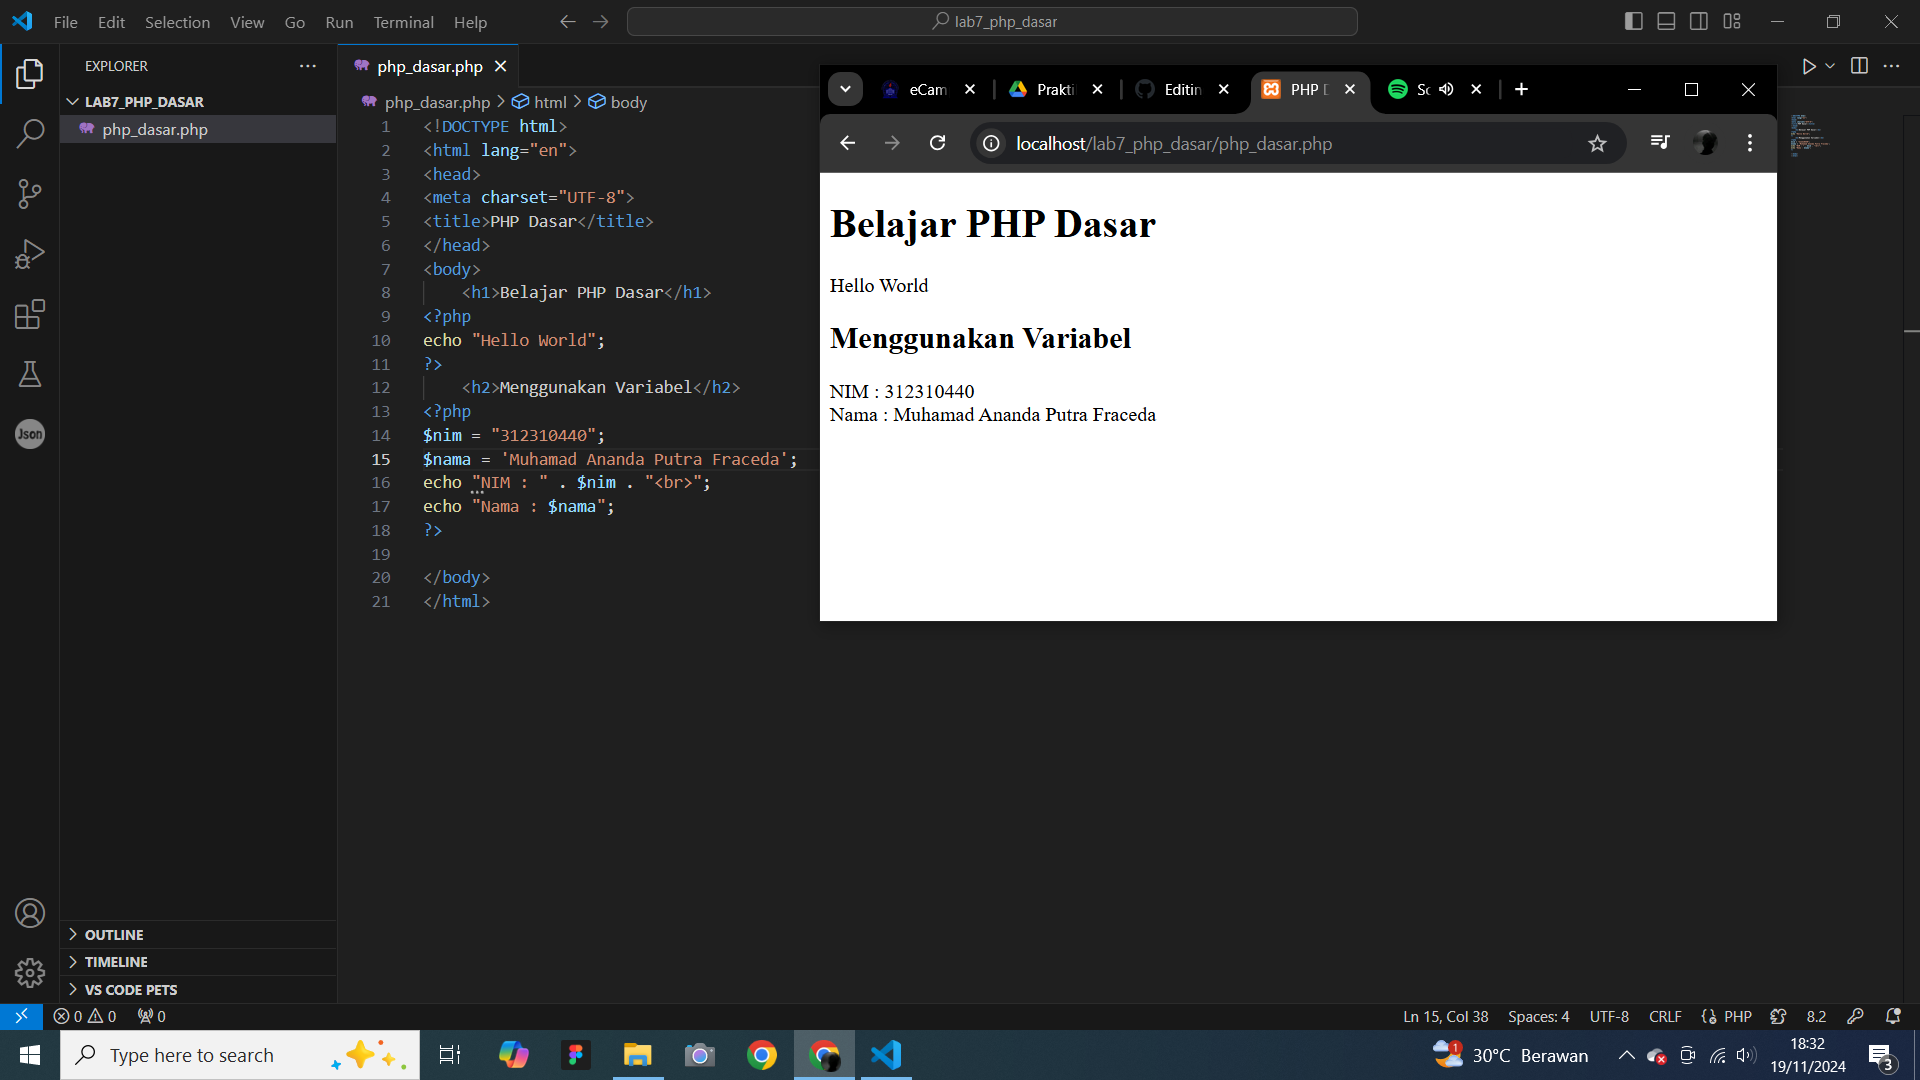 File Edit Selection View Go Run Terminal Help
lab7_php_dasar
EXPLORER
LAB7_PHP_DASAR
php_dasar.php
OUTLINE
TIMELINE
VS CODE PETS
Json
php_dasar.php
php_dasar.php > html > body
1 <!DOCTYPE html>
2 <html lang="en">
3 <head>
4 <meta charset="UTF-8">
5 <title>PHP Dasar</title>
6 </head>
7 <body>
8 <h1>Belajar PHP Dasar</h1>
9 <?php
10 echo "Hello World";
11 ?>
12 <h2>Menggunakan Variabel</h2>
13 <?php
14 $nim = "312310440";
15 $nama = 'Muhamad Ananda Putra Fraceda';
16 echo "NIM : " . $nim . "<br>";
17 echo "Nama : $nama";
18 ?>
19
20 </body>
21 </html>
eCam Prakti Editin PHP D Sc
localhost/lab7_php_dasar/php_dasar.php
Belajar PHP Dasar
Hello World
Menggunakan Variabel
NIM : 312310440
Nama : Muhamad Ananda Putra Fraceda
0 0 0
Ln 15, Col 38 Spaces: 4 UTF-8 CRLF PHP 8.2
Type here to search
1
30°C Berawan
18:32
19/11/2024
3